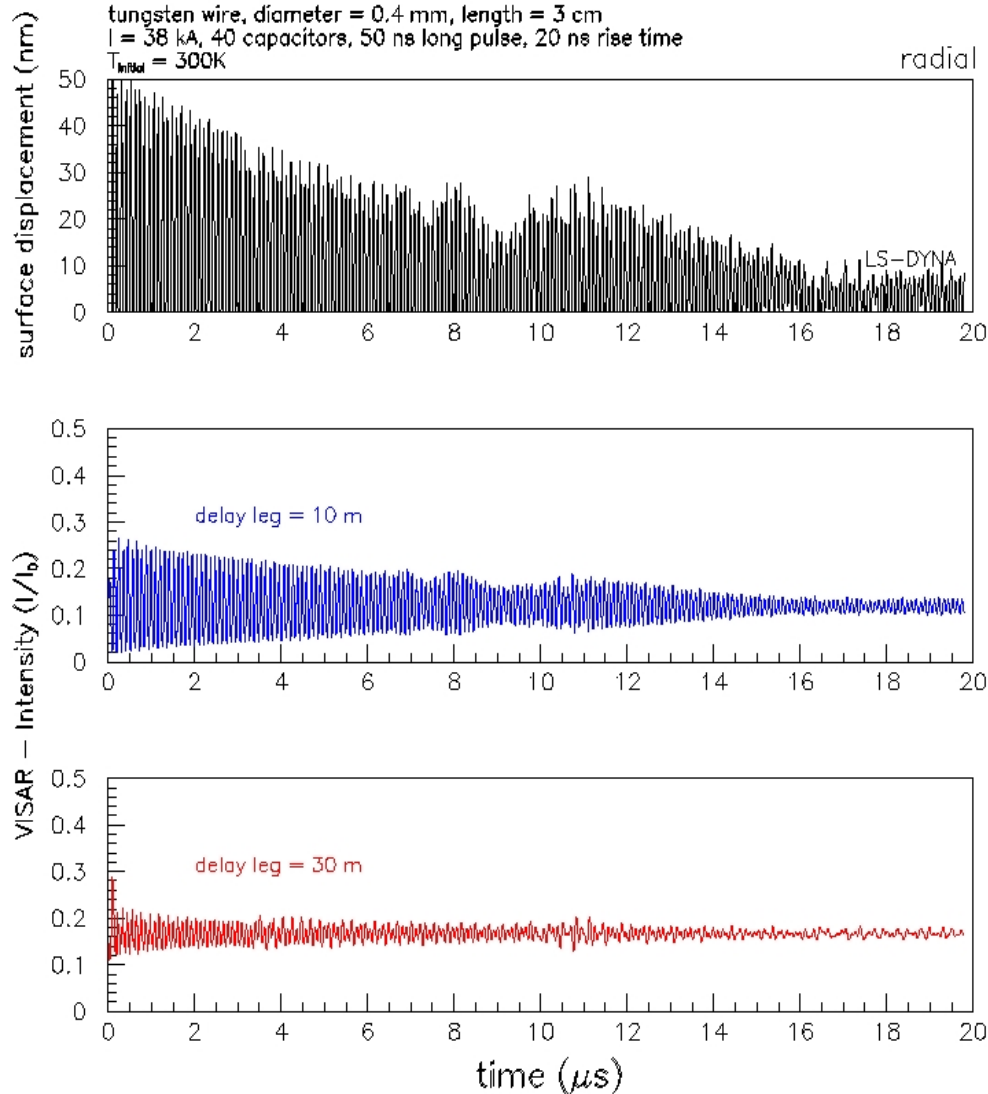 tungsten wire, diameter = 0.4 mm, length = 3 cm
I = 38 kA, 40 capacitors, 50 ns long pulse, 20 ns rise time
Tinitial = 300K
radial
surface displacement (nm)
50
40
30
20
10
0
LS-DYNA
0 2 4 6 8 10 12 14 16 18 20
VISAR - Intensity (I/I0)
0.5
0.4
0.3
0.2
0.1
0
delay leg = 10 m
0 2 4 6 8 10 12 14 16 18 20
0.5
0.4
0.3
0.2
0.1
0
delay leg = 30 m
0 2 4 6 8 10 12 14 16 18 20
time (μs)